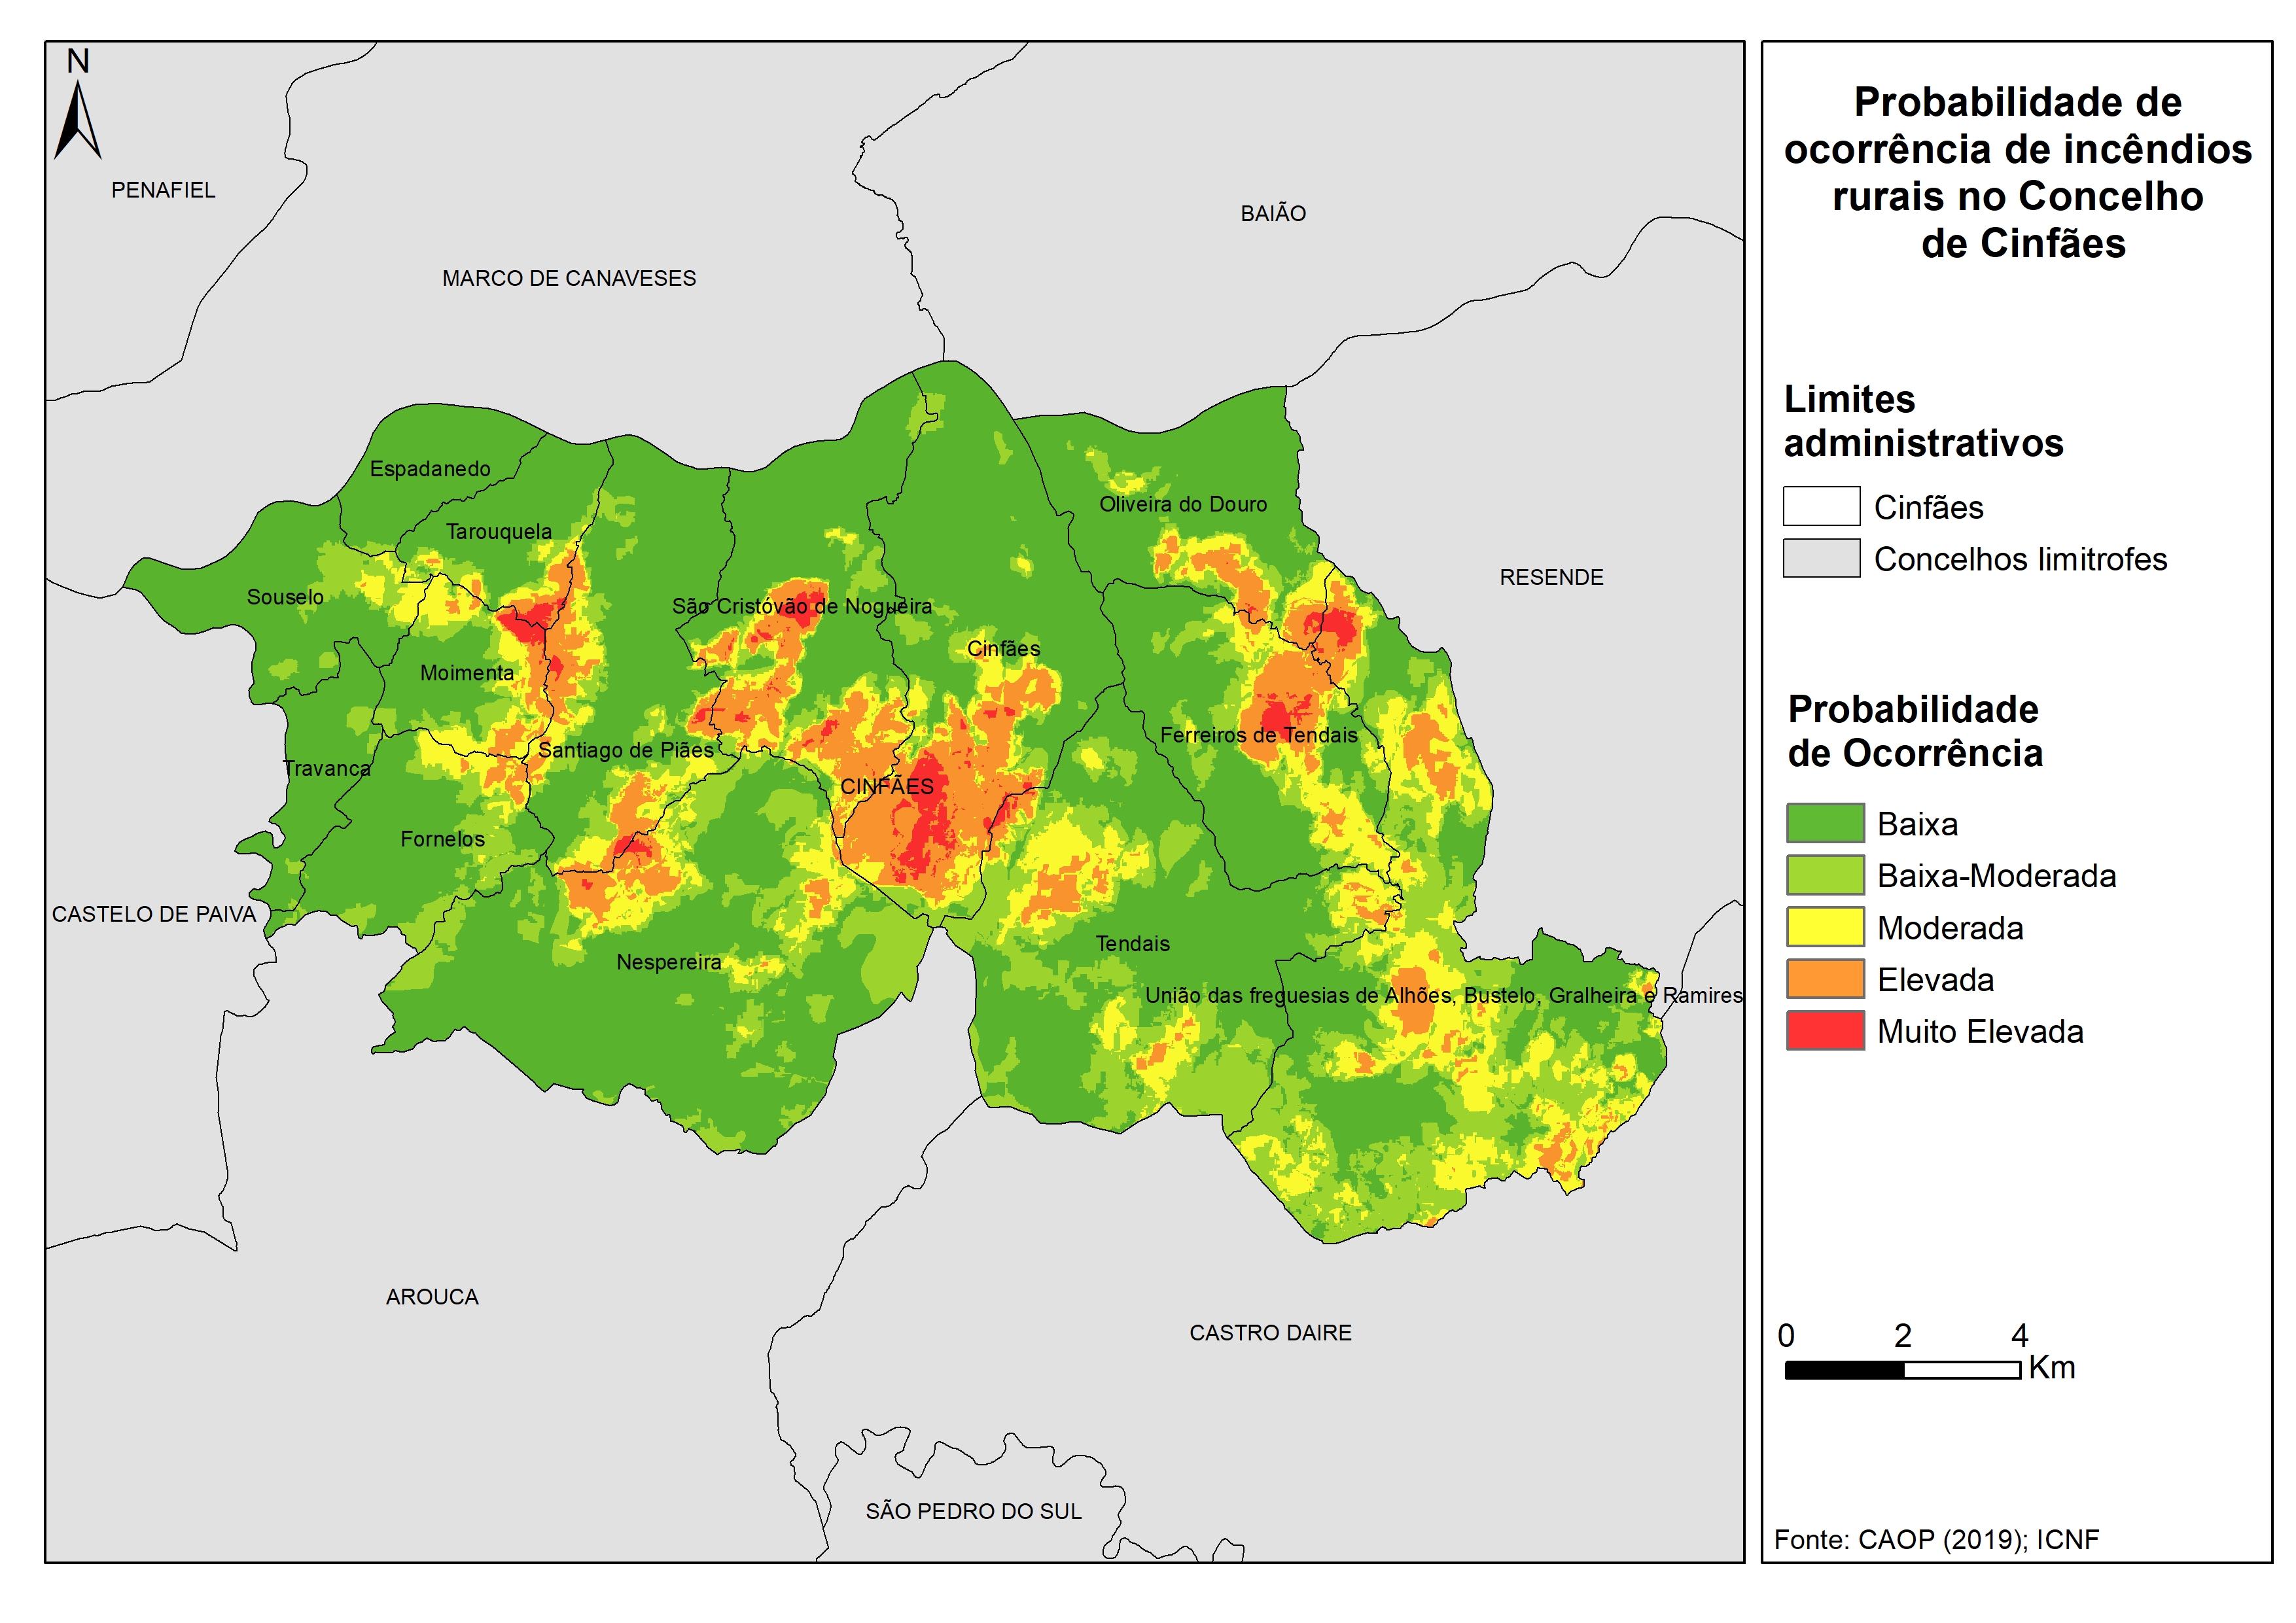 N
PENAFIEL
BAIÃO
MARCO DE CANAVESES
Espadanedo
Oliveira do Douro
Tarouquela
RESENDE
Souselo
São Cristóvão de Nogueira
Cinfães
Moimenta
Ferreiros de Tendais
Santiago de Piães
Travanca
CINFÃES
Fornelos
CASTELO DE PAIVA
Tendais
Nespereira
União das freguesias de Alhões, Bustelo, Gralheira e Ramires
AROUCA
CASTRO DAIRE
SÃO PEDRO DO SUL
Probabilidade de
ocorrência de incêndios
rurais no Concelho
de Cinfães
Limites
administrativos
Cinfães
Concelhos limitrofes
Probabilidade
de Ocorrência
Baixa
Baixa-Moderada
Moderada
Elevada
Muito Elevada
0 2 4
Km
Fonte: CAOP (2019); ICNF